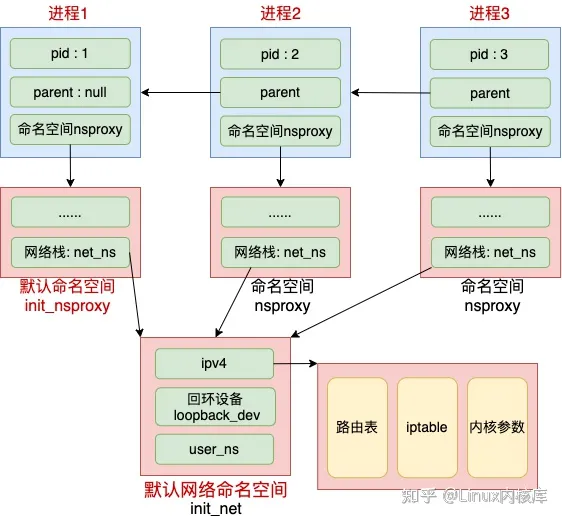 进程1
进程2
进程3
pid : 1
pid : 2
pid : 3
parent : null
parent
parent
命名空间nsproxy
命名空间nsproxy
命名空间nsproxy
......
......
......
网络栈: net_ns
网络栈: net_ns
网络栈: net_ns
默认命名空间
init_nsproxy
命名空间
nsproxy
命名空间
nsproxy
ipv4
回环设备
loopback_dev
user_ns
路由表
iptable
内核参数
默认网络命名空间
init_net
知乎 @Linux内核库